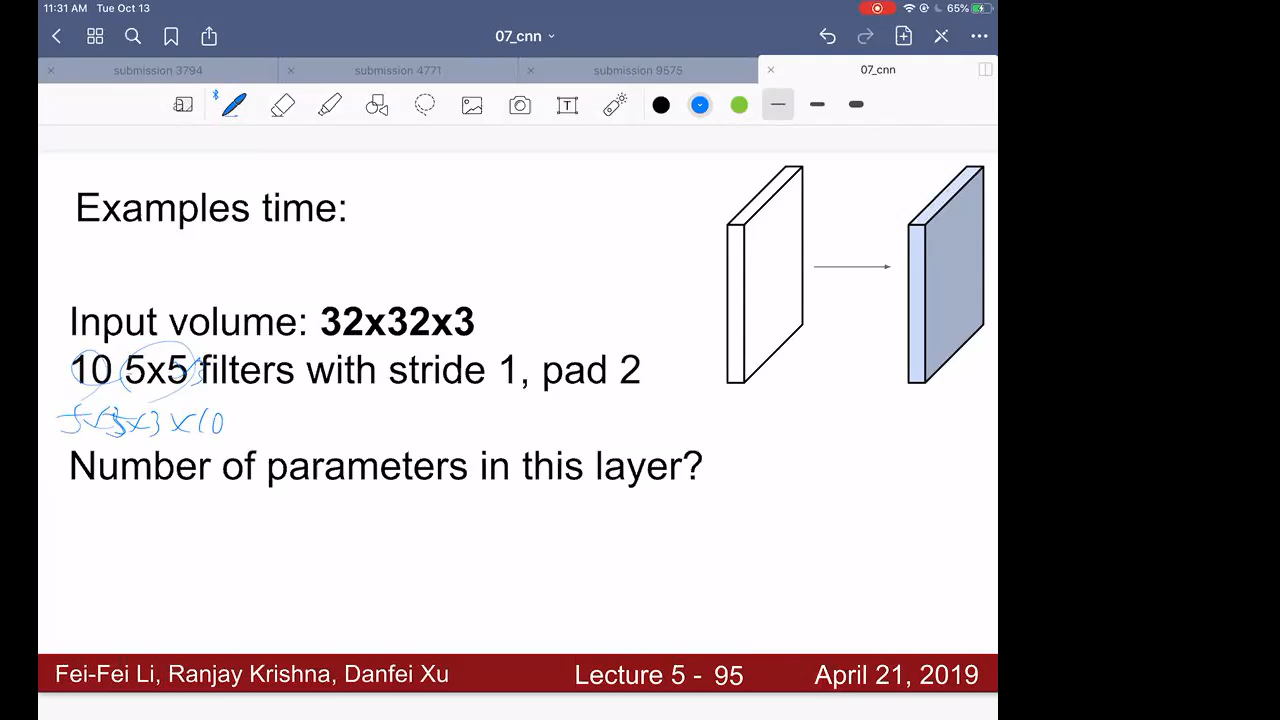 11:31 AM Tue Oct 13
65%
07_cnn
submission 3794
submission 4771
submission 9575
07_cnn
T
Examples time:
Input volume: 32x32x3
10 5x5 filters with stride 1, pad 2
5x5x3 x 10
Number of parameters in this layer?
Fei-Fei Li, Ranjay Krishna, Danfei Xu
Lecture 5 - 95
April 21, 2019